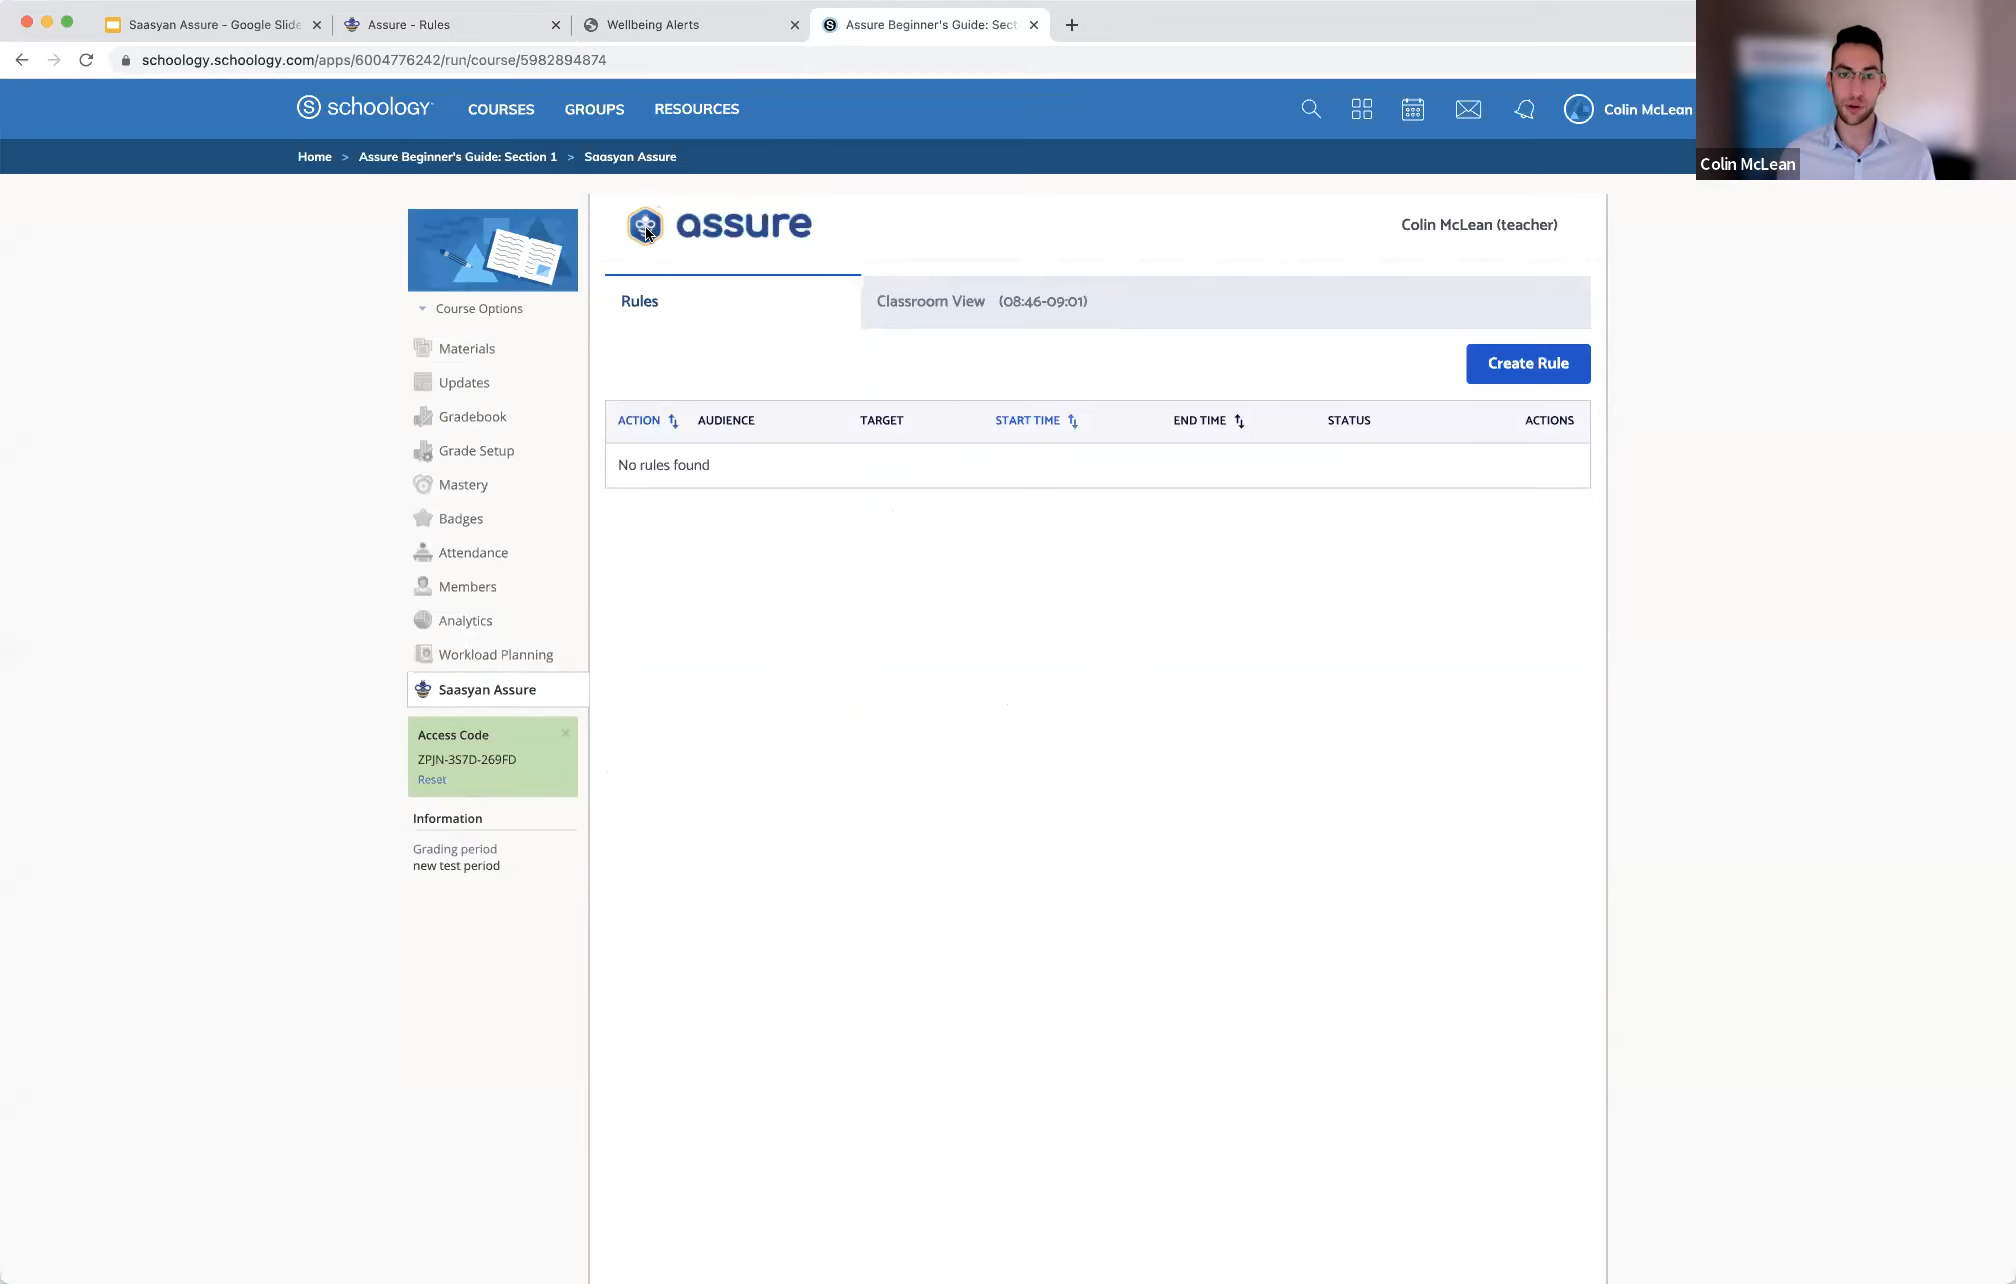 Saasyan Assure - Google Slide
Assure - Rules
Wellbeing Alerts
Assure Beginner's Guide: Sect
schoology.schoology.com/apps/6004776242/run/course/5982894874
schoology
COURSES
GROUPS
RESOURCES
Colin McLean
Colin McLean
Home > Assure Beginner's Guide: Section 1 > Saasyan Assure
assure
Colin McLean (teacher)
Course Options
Materials
Updates
Gradebook
Grade Setup
Mastery
Badges
Attendance
Members
Analytics
Workload Planning
Saasyan Assure
Access Code
ZPJN-3S7D-269FD
Reset
Information
Grading period
new test period
Rules
Classroom View (08:46-09:01)
Create Rule
ACTION AUDIENCE TARGET START TIME END TIME STATUS ACTIONS
No rules found